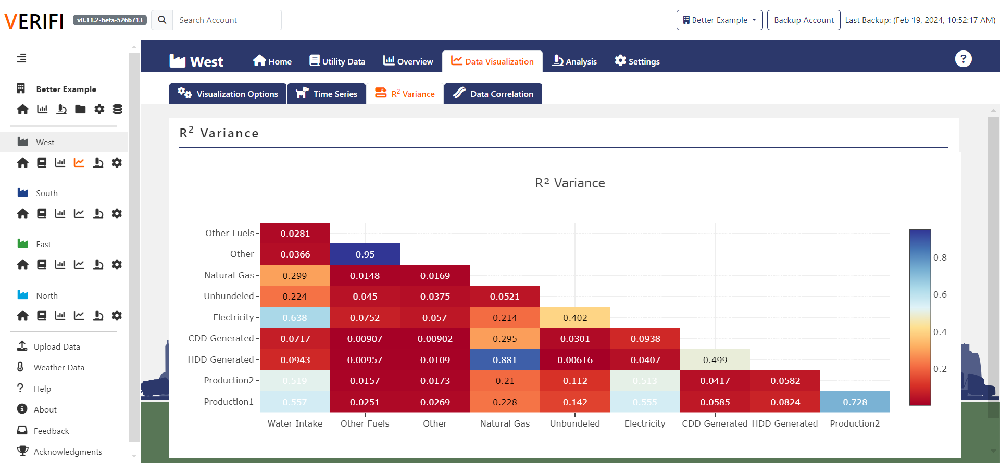 VERIFI v0.11.2-beta-526b713 Search Account Better Example Backup Account Last Backup: (Feb 19, 2024, 10:52:17 AM)
West Home Utility Data Overview Data Visualization Analysis Settings ?
Visualization Options Time Series R² Variance Data Correlation
Better Example
West
South
East
North
Upload Data
Weather Data
Help
About
Feedback
Acknowledgments
R² Variance
R² Variance
Other Fuels 0.0281
Other 0.0366 0.95
Natural Gas 0.299 0.0148 0.0169
Unbundeled 0.224 0.045 0.0375 0.0521
Electricity 0.638 0.0752 0.057 0.214 0.402
CDD Generated 0.0717 0.00907 0.00902 0.295 0.0301 0.0938
HDD Generated 0.0943 0.00957 0.0109 0.881 0.00616 0.0407 0.499
Production2 0.519 0.0157 0.0173 0.21 0.112 0.513 0.0417 0.0582
Production1 0.557 0.0251 0.0269 0.228 0.142 0.555 0.0585 0.0824 0.728
Water Intake Other Fuels Other Natural Gas Unbundeled Electricity CDD Generated HDD Generated Production2
0.8
0.6
0.4
0.2